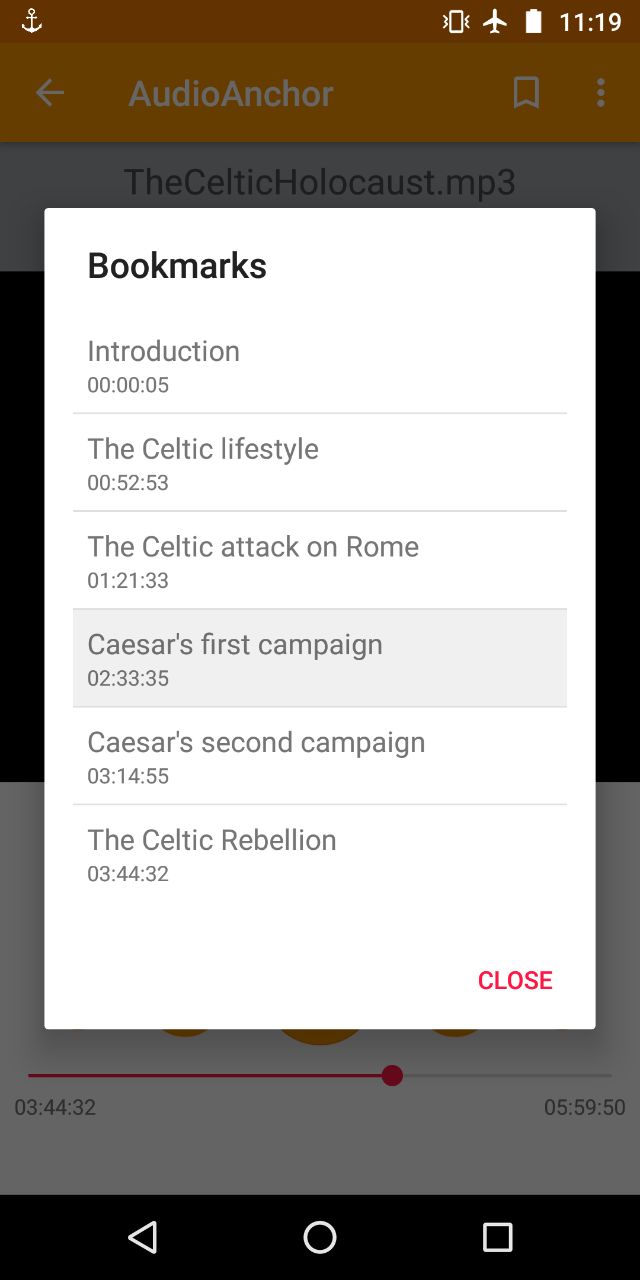 11:19
AudioAnchor
TheCelticHolocaust.mp3
Bookmarks
Introduction
00:00:05
The Celtic lifestyle
00:52:53
The Celtic attack on Rome
01:21:33
Caesar's first campaign
02:33:35
Caesar's second campaign
03:14:55
The Celtic Rebellion
03:44:32
CLOSE
03:44:32
05:59:50